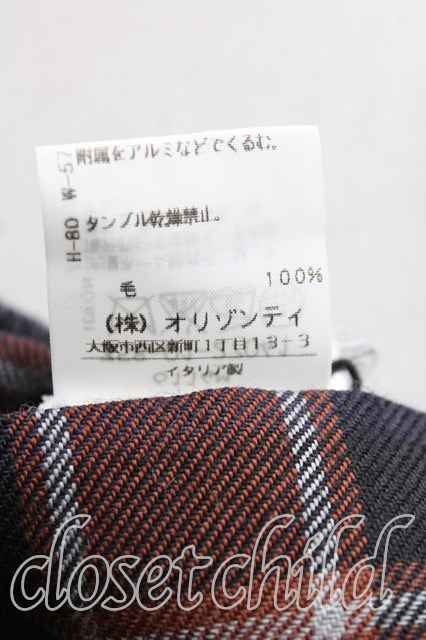 附属をアルミなどでくるむ。
タンブル乾燥禁止。
毛 100%
(株) オリゾンティ
大阪市西区新町1丁目13-3
イタリア製
H-80 W-57
closet child